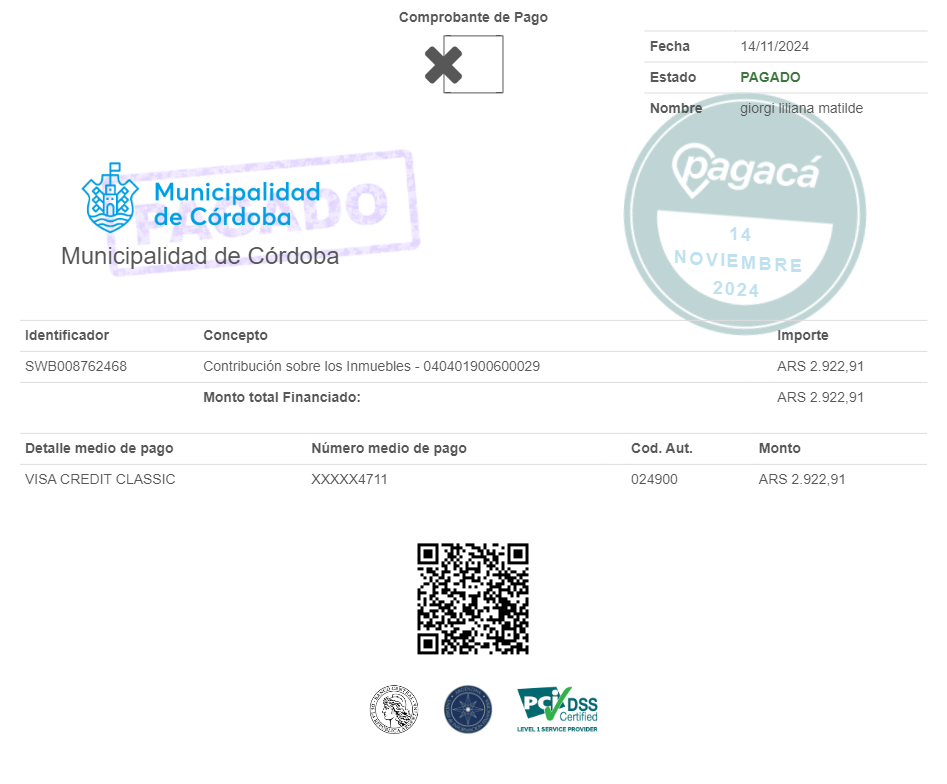 Comprobante de Pago
Fecha 14/11/2024
Estado PAGADO
Nombre giorgi liliana matilde
pagacá
14
NOVIEMBRE
2024
PAGADO
Municipalidad
de Córdoba
Municipalidad de Córdoba
Identificador Concepto Importe
SWB008762468 Contribución sobre los Inmuebles - 040401900600029 ARS 2.922,91
Monto total Financiado: ARS 2.922,91
Detalle medio de pago Número medio de pago Cod. Aut. Monto
VISA CREDIT CLASSIC XXXXX4711 024900 ARS 2.922,91
PCI DSS
Certified
LEVEL 1 SERVICE PROVIDER